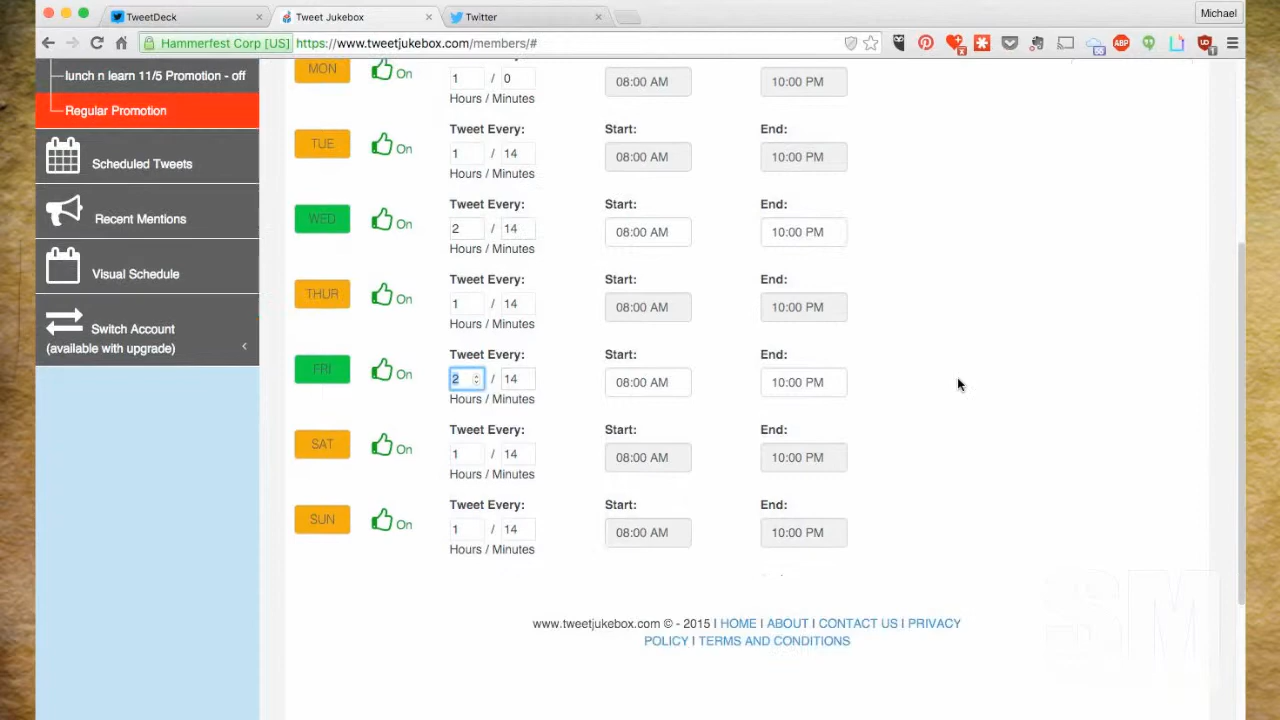 TweetDeck × Tweet Jukebox × Twitter × Michael
Hammerfest Corp [US] https://www.tweetjukebox.com/members/#
lunch n learn 11/5 Promotion - off
Regular Promotion
Scheduled Tweets
Recent Mentions
Visual Schedule
Switch Account
(available with upgrade)
MON On 1 / 0 08:00 AM 10:00 PM
Hours / Minutes
Tweet Every: Start: End:
TUE On 1 / 14 08:00 AM 10:00 PM
Hours / Minutes
Tweet Every: Start: End:
WED On 2 / 14 08:00 AM 10:00 PM
Hours / Minutes
Tweet Every: Start: End:
THUR On 1 / 14 08:00 AM 10:00 PM
Hours / Minutes
Tweet Every: Start: End:
FRI On 2 / 14 08:00 AM 10:00 PM
Hours / Minutes
Tweet Every: Start: End:
SAT On 1 / 14 08:00 AM 10:00 PM
Hours / Minutes
Tweet Every: Start: End:
SUN On 1 / 14 08:00 AM 10:00 PM
Hours / Minutes
www.tweetjukebox.com © - 2015 | HOME | ABOUT | CONTACT US | PRIVACY
POLICY | TERMS AND CONDITIONS
SM